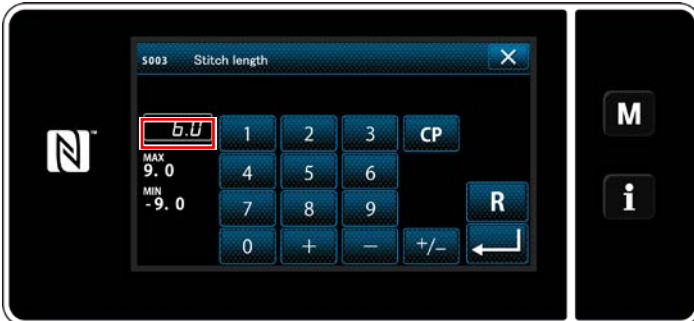 S003 Stitch length
6.0
1 2 3 CP
MAX
9.0
4 5 6
MIN
-9.0
7 8 9 R
0 + − +/−
N
™
M
i